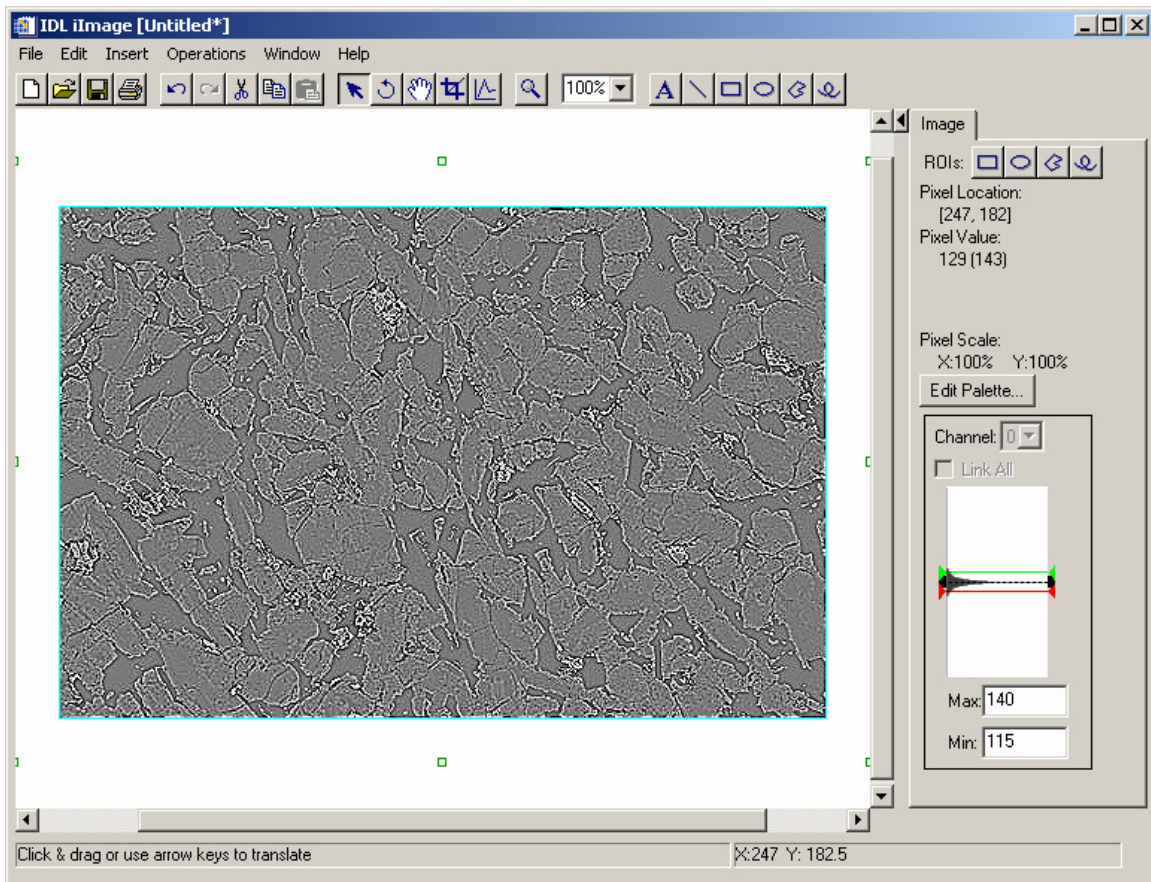 IDL iImage [Untitled*]
File Edit Insert Operations Window Help
100% A
Image
ROIs:
Pixel Location:
[247, 182]
Pixel Value:
129 (143)
Pixel Scale:
X:100% Y:100%
Edit Palette...
Channel: 0
Link All
Max: 140
Min: 115
Click & drag or use arrow keys to translate X:247 Y: 182.5